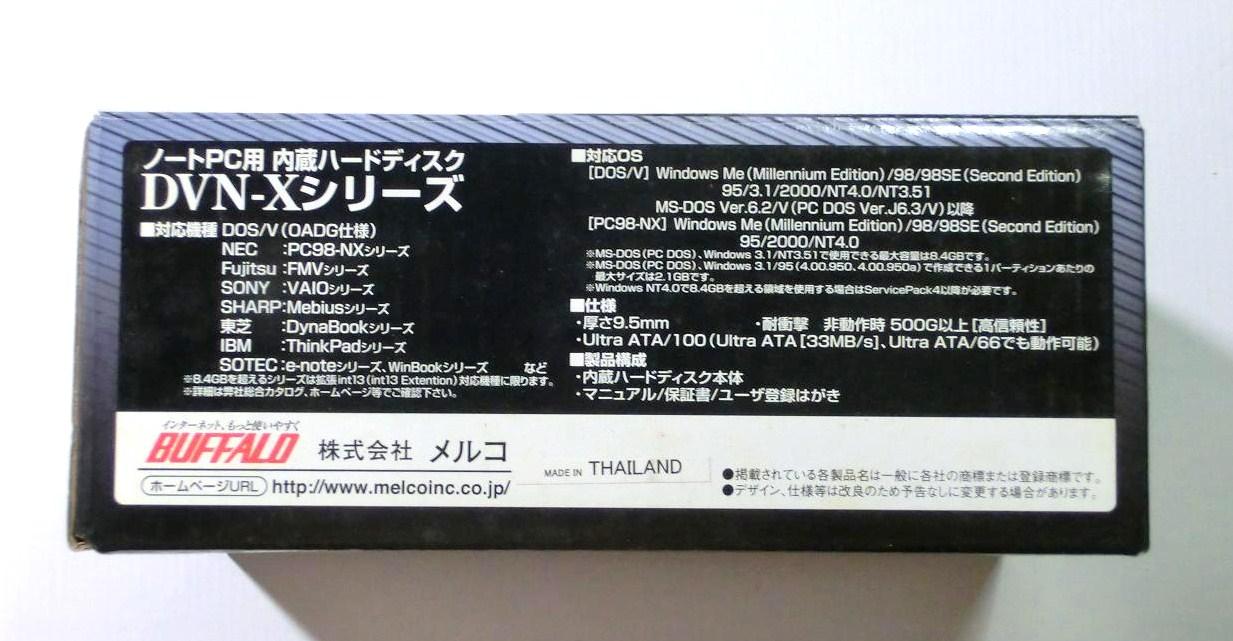 ノートPC用 内蔵ハードディスク
DVN-Xシリーズ
■対応機種 DOS/V(OADG仕様)
NEC :PC98-NXシリーズ
Fujitsu :FMVシリーズ
SONY :VAIOシリーズ
SHARP:Mebiusシリーズ
東芝 :DynaBookシリーズ
IBM :ThinkPadシリーズ
SOTEC:e-noteシリーズ、WinBookシリーズ など
※8.4GBを超えるシリーズは拡張int13(int13 Extention)対応機種に限ります。
※詳細は弊社総合カタログ、ホームページ等でご確認下さい。
■対応OS
[DOS/V] Windows Me(Millennium Edition)/98/98SE(Second Edition)
95/3.1/2000/NT4.0/NT3.51
MS-DOS Ver.6.2/V(PC DOS Ver.J6.3/V)以降
[PC98-NX] Windows Me(Millennium Edition)/98/98SE(Second Edition)
95/2000/NT4.0
※MS-DOS(PC DOS)、Windows 3.1/NT3.51で使用できる最大容量は8.4GBです。
※MS-DOS(PC DOS)、Windows 3.1/95(4.00.950、4.00.950a)で作成できる1パーティションあたりの
最大サイズは2.1GBです。
※Windows NT4.0で8.4GBを超える領域を使用する場合はServicePack4以降が必要です。
■仕様
・厚さ9.5mm ・耐衝撃 非動作時 500G以上[高信頼性]
・Ultra ATA/100(Ultra ATA[33MB/s]、Ultra ATA/66でも動作可能)
■製品構成
・内蔵ハードディスク本体
・マニュアル/保証書/ユーザ登録はがき
インターネット、もっと使いやすく
BUFFALO 株式会社 メルコ
ホームページURL http://www.melcoinc.co.jp/
MADE IN THAILAND
●掲載されている各製品名は一般に各社の商標または登録商標です。
●デザイン、仕様等は改良のため予告なしに変更する場合があります。